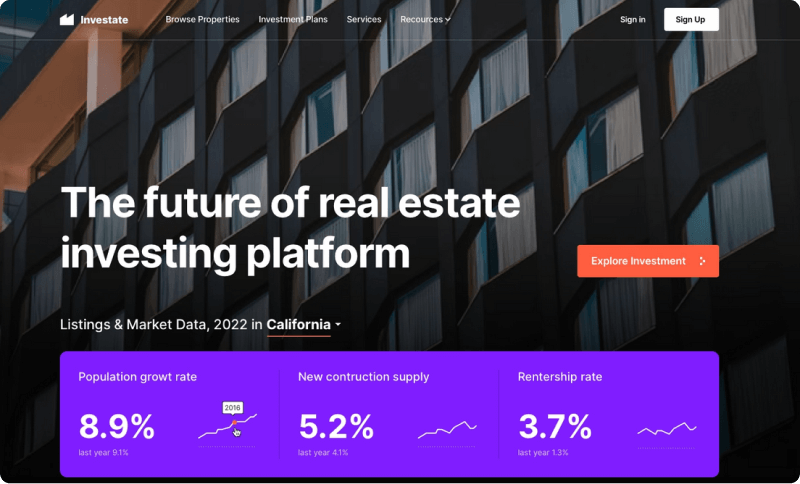 Investate
Browse Properties
Investment Plans
Services
Recources
Sign in
Sign Up
The future of real estate
investing platform
Explore Investment
Listings & Market Data, 2022 in California
Population growt rate
8.9%
2016
last year 9.1%
New contruction supply
5.2%
last year 4.1%
Rentership rate
3.7%
last year 1.3%